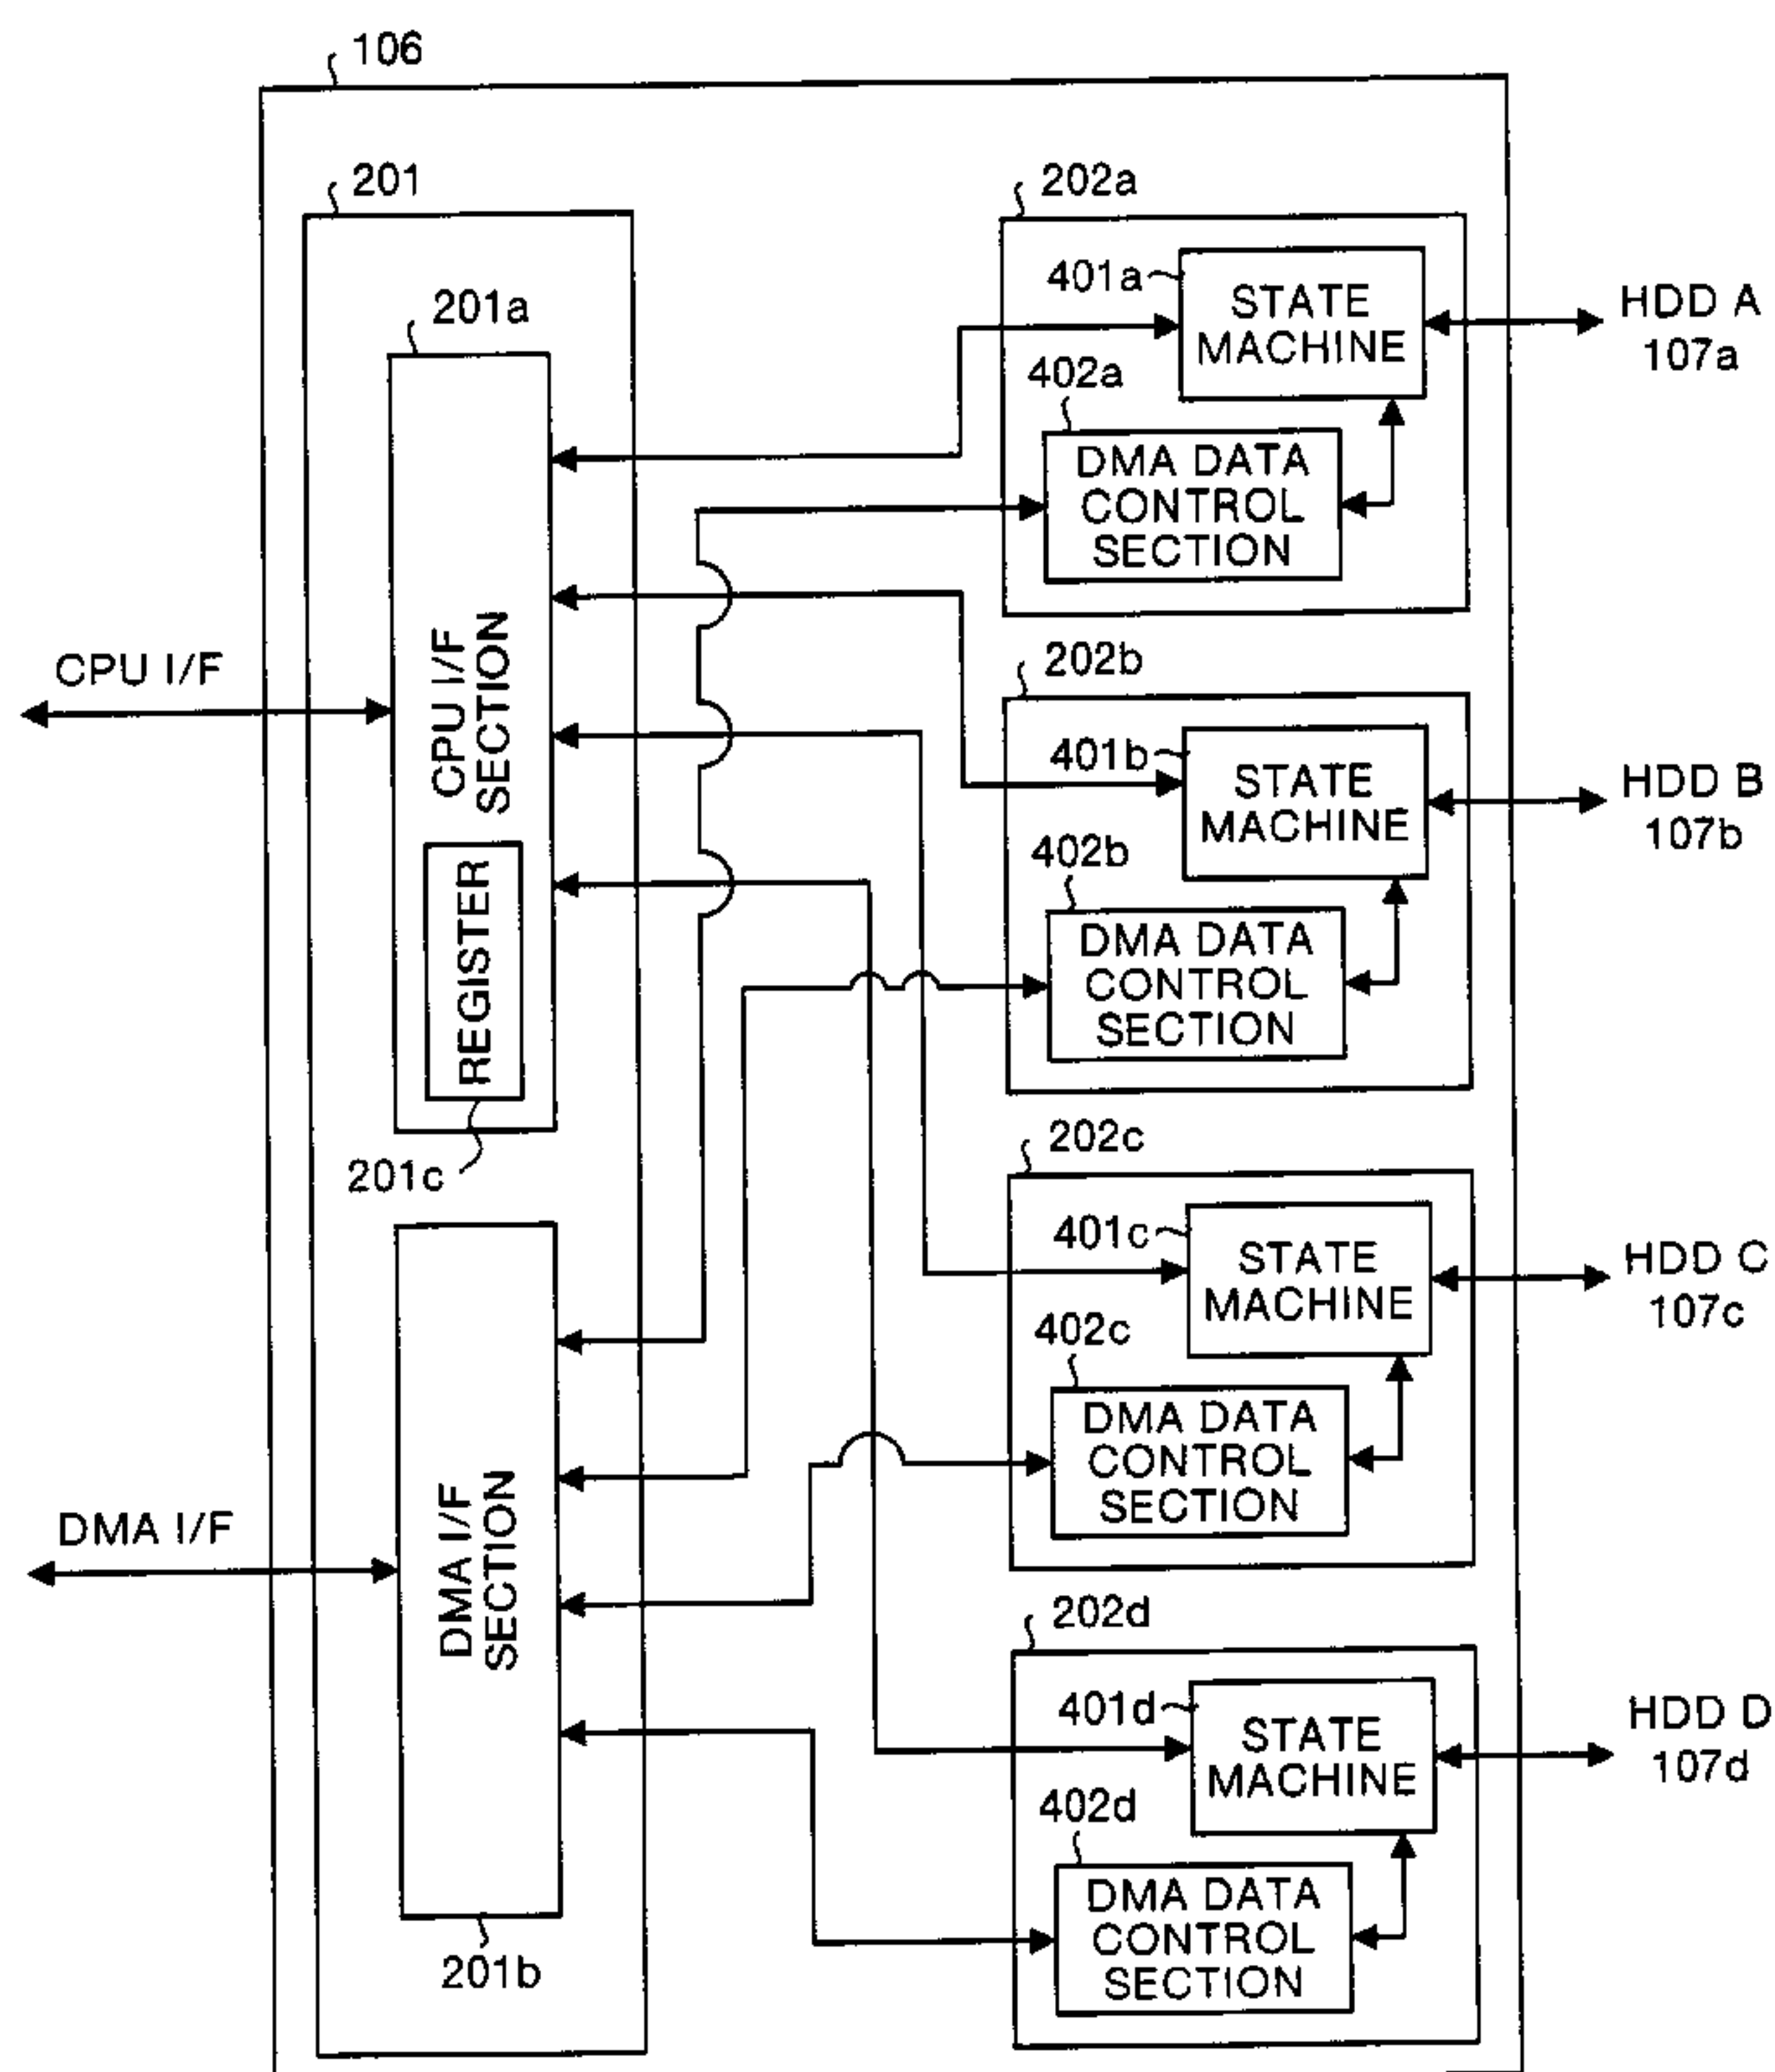 106
201
202a
201a
401a
STATE
MACHINE
HDD A
107a
402a
DMA DATA
CONTROL
SECTION
CPU I/F
CPU I/F
SECTION
REGISTER
201c
202b
401b
STATE
MACHINE
HDD B
107b
402b
DMA DATA
CONTROL
SECTION
202c
401c
STATE
MACHINE
HDD C
107c
402c
DMA DATA
CONTROL
SECTION
DMA I/F
DMA I/F
SECTION
201b
202d
401d
STATE
MACHINE
HDD D
107d
402d
DMA DATA
CONTROL
SECTION